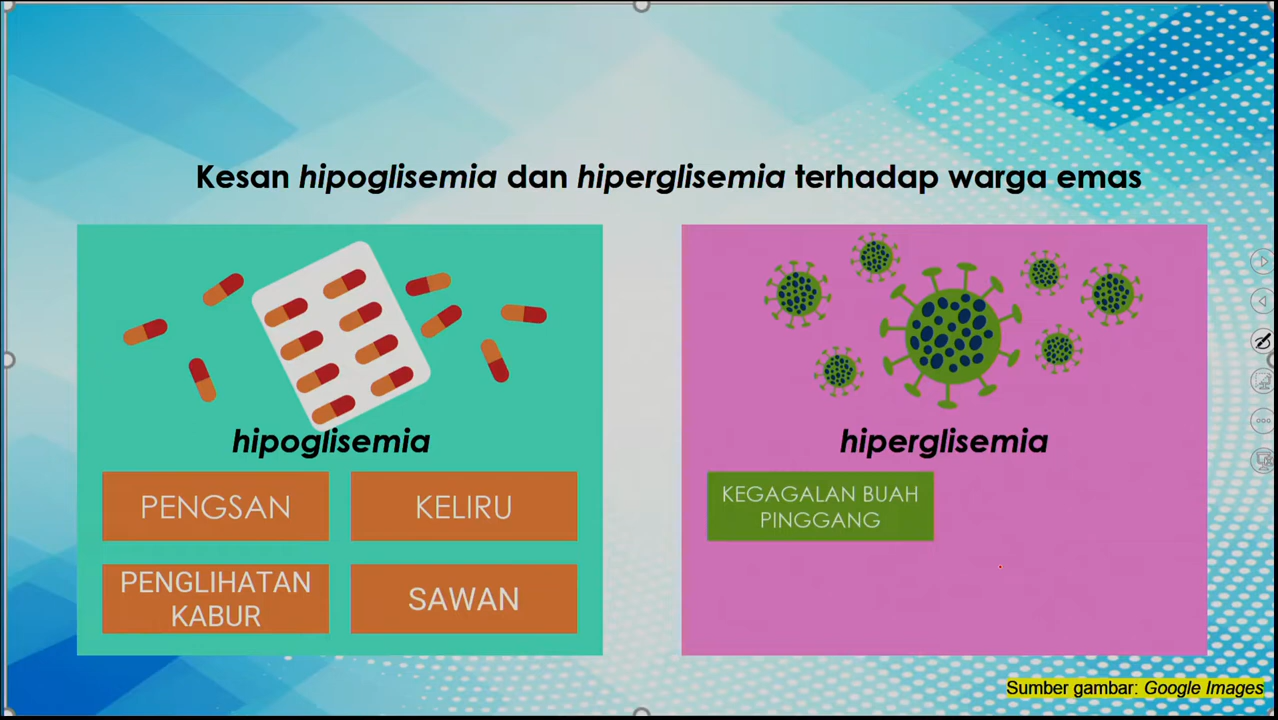 Kesan hipoglisemia dan hiperglisemia terhadap warga emas
hipoglisemia
PENGSAN
KELIRU
PENGLIHATAN
KABUR
SAWAN
hiperglisemia
KEGAGALAN BUAH
PINGGANG
Sumber gambar: Google Images